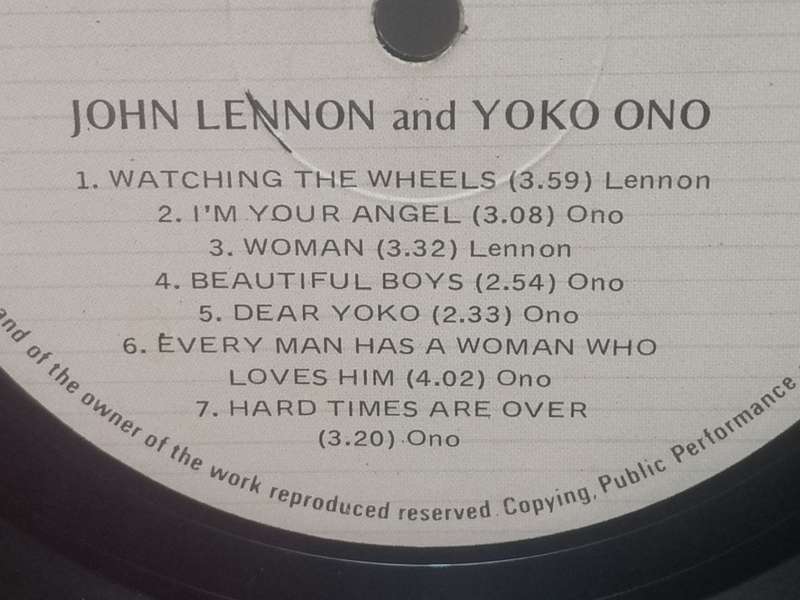 JOHN LENNON and YOKO ONO
1. WATCHING THE WHEELS (3.59) Lennon
2. I'M YOUR ANGEL (3.08) Ono
3. WOMAN (3.32) Lennon
4. BEAUTIFUL BOYS (2.54) Ono
5. DEAR YOKO (2.33) Ono
6. EVERY MAN HAS A WOMAN WHO
LOVES HIM (4.02) Ono
7. HARD TIMES ARE OVER
(3.20) Ono
and of the owner of the work reproduced reserved. Copying, Public Performance